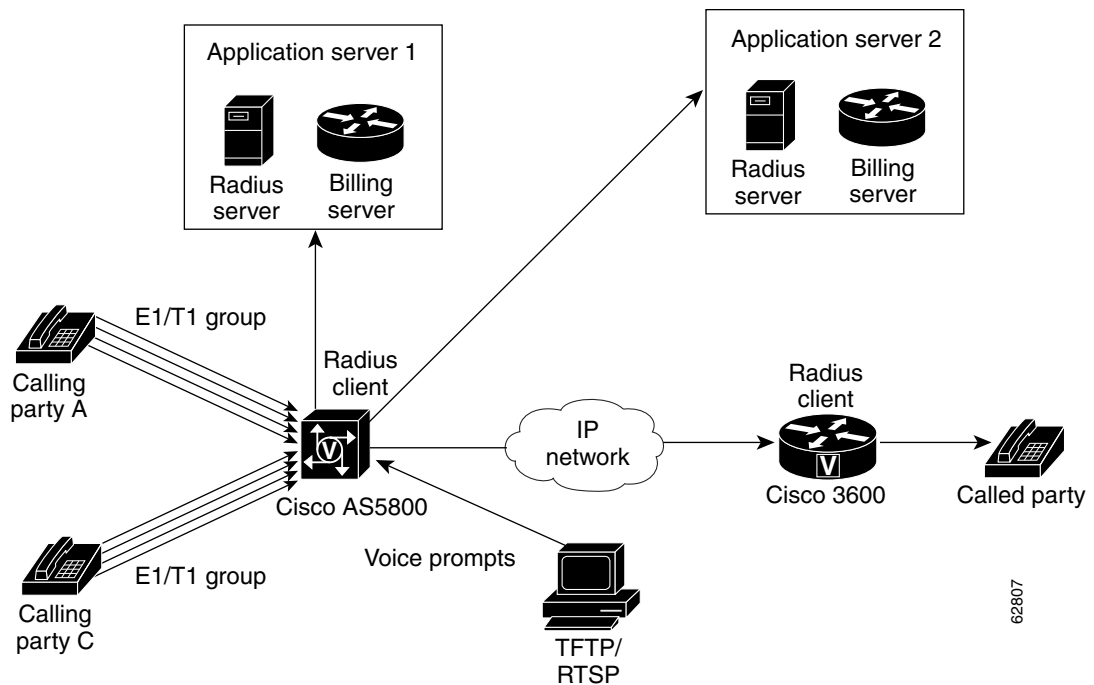 Application server 1
Radius
server
Billing
server
Application server 2
Radius
server
Billing
server
E1/T1 group
Calling
party A
Radius
client
V
Cisco AS5800
IP
network
Radius
client
V
Cisco 3600
Called party
E1/T1 group
Calling
party C
Voice prompts
TFTP/
RTSP
62807